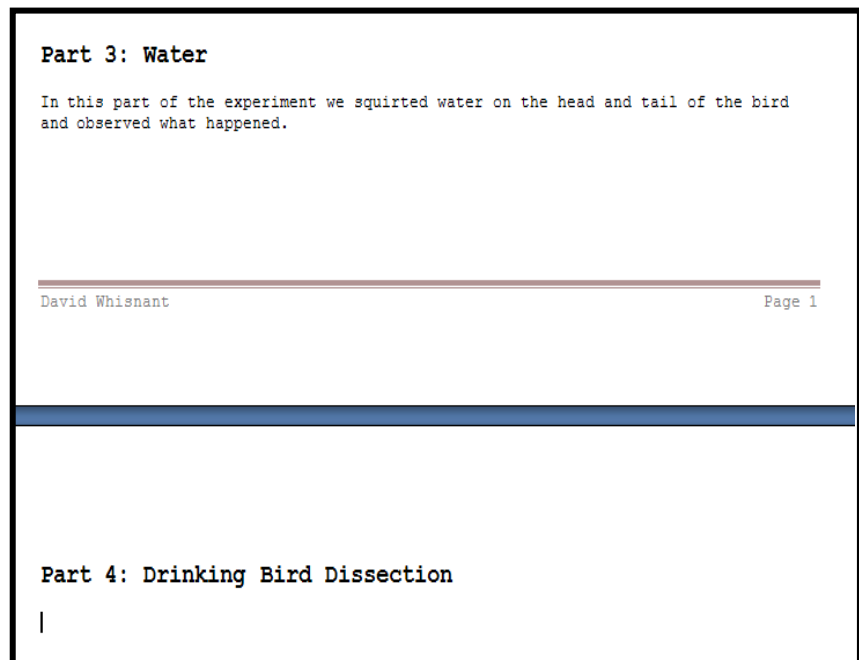 Part 3: Water
In this part of the experiment we squirted water on the head and tail of the bird
and observed what happened.
David Whisnant Page 1
Part 4: Drinking Bird Dissection